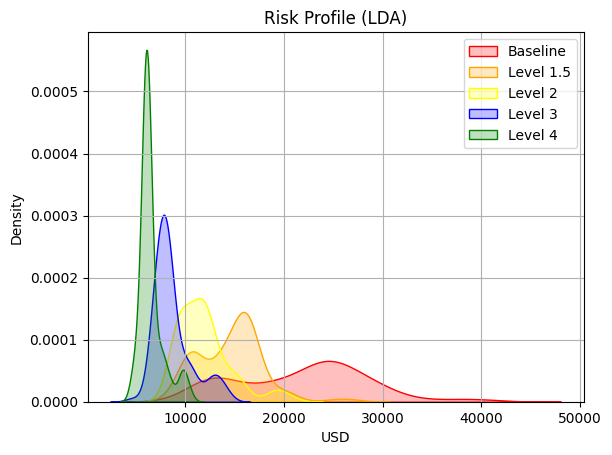 Risk Profile (LDA)
Baseline
Level 1.5
Level 2
Level 3
Level 4
Density
0.0005
0.0004
0.0003
0.0002
0.0001
0.0000
10000 20000 30000 40000 50000
USD